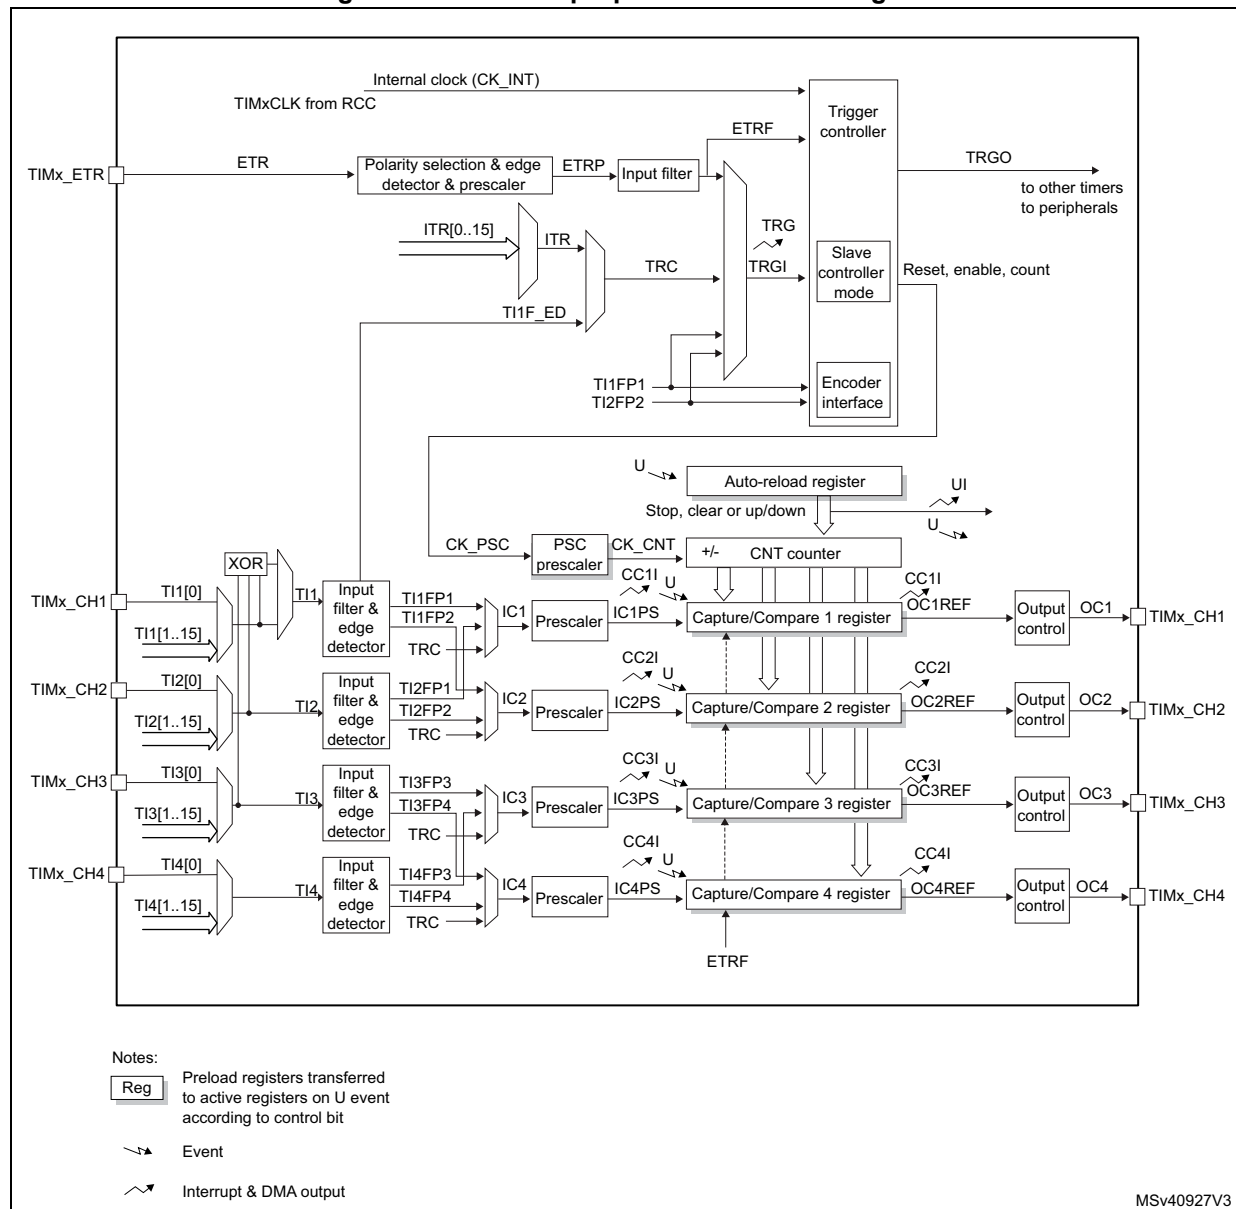 Internal clock (CK_INT)
TIMxCLK from RCC
Trigger
controller
ETRF
TIMx_ETR
ETR
Polarity selection & edge
detector & prescaler
ETRP
Input filter
TRGO
to other timers
to peripherals
ITR[0..15]
ITR
TRG
TRC
TRGI
Slave
controller
mode
Reset, enable, count
TI1F_ED
TI1FP1
TI2FP2
Encoder
interface
U
Auto-reload register
UI
Stop, clear or up/down
U
CK_PSC
PSC
prescaler
CK_CNT
+/-
CNT counter
XOR
TIMx_CH1
TI1[0]
TI1[1..15]
TI1
Input
filter &
edge
detector
TI1FP1
TI1FP2
TRC
IC1
Prescaler
IC1PS
CC1I
U
Capture/Compare 1 register
CC1I
OC1REF
Output
control
OC1
TIMx_CH1
TIMx_CH2
TI2[0]
TI2[1..15]
TI2
Input
filter &
edge
detector
TI2FP1
TI2FP2
TRC
IC2
Prescaler
IC2PS
CC2I
U
Capture/Compare 2 register
CC2I
OC2REF
Output
control
OC2
TIMx_CH2
TIMx_CH3
TI3[0]
TI3[1..15]
TI3
Input
filter &
edge
detector
TI3FP3
TI3FP4
TRC
IC3
Prescaler
IC3PS
CC3I
U
Capture/Compare 3 register
CC3I
OC3REF
Output
control
OC3
TIMx_CH3
TIMx_CH4
TI4[0]
TI4[1..15]
TI4
Input
filter &
edge
detector
TI4FP3
TI4FP4
TRC
IC4
Prescaler
IC4PS
CC4I
U
Capture/Compare 4 register
CC4I
OC4REF
Output
control
OC4
TIMx_CH4
ETRF
Notes:
Reg
Preload registers transferred
to active registers on U event
according to control bit
Event
Interrupt & DMA output
MSv40927V3